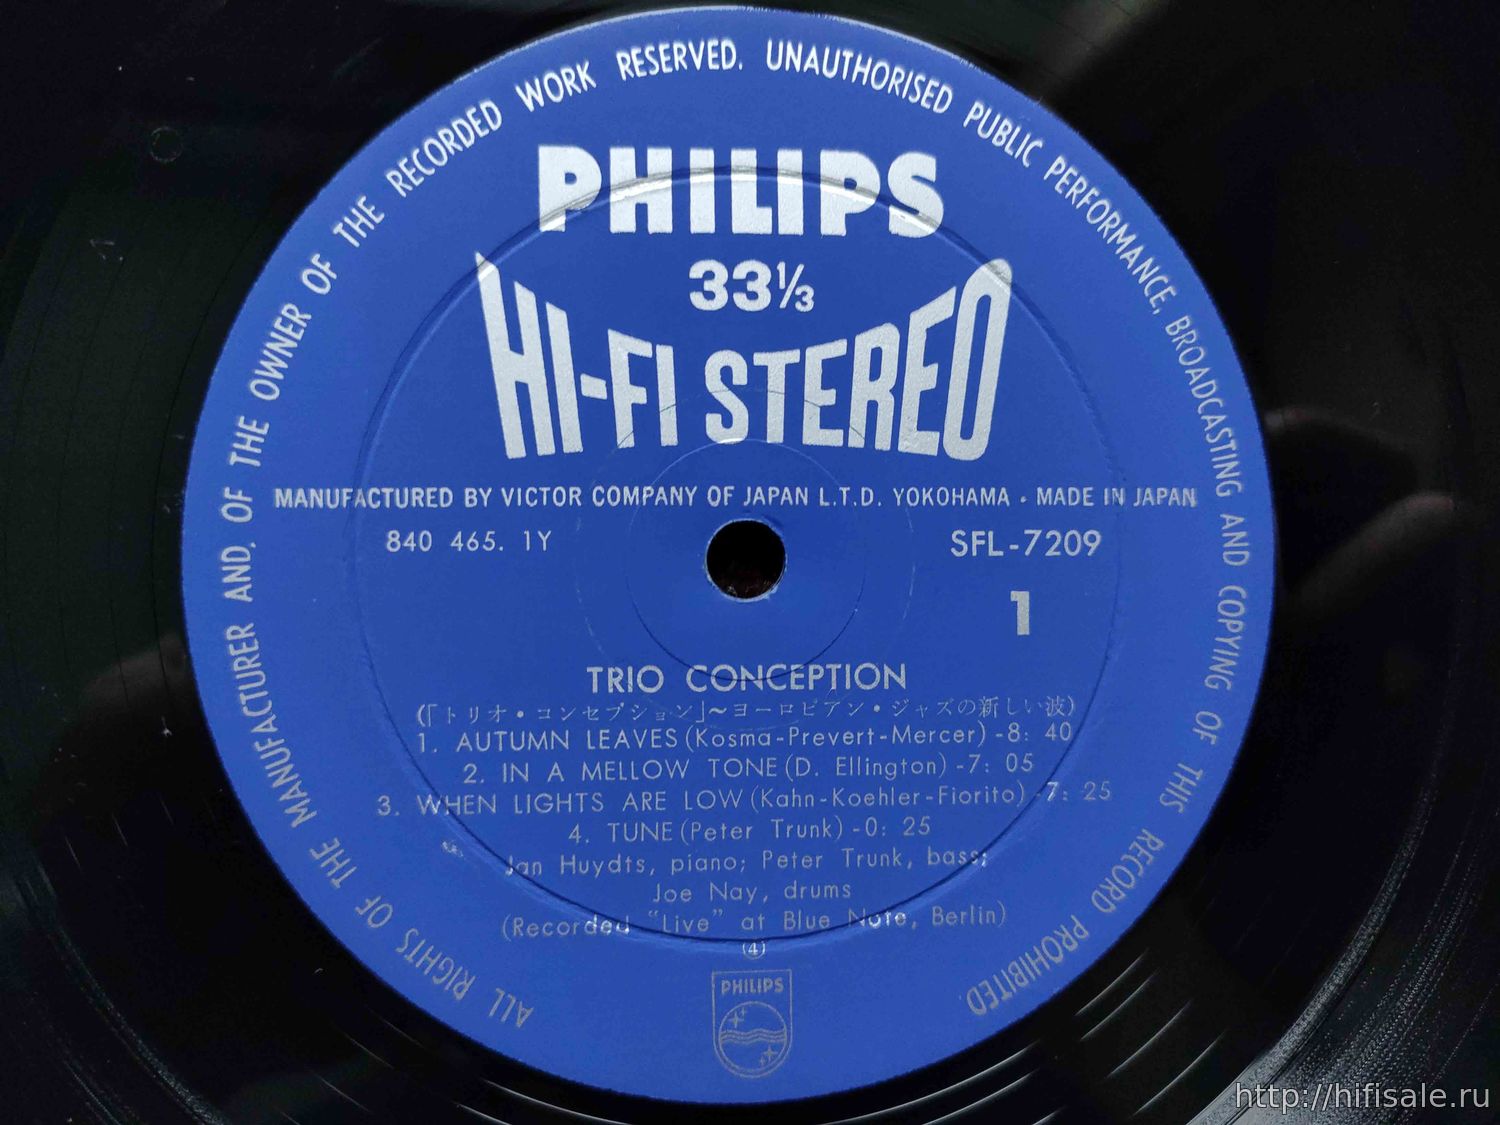 ALL RIGHTS OF THE MANUFACTURER AND, OF THE OWNER OF THE RECORDED WORK RESERVED. UNAUTHORISED PUBLIC PERFORMANCE, BROADCASTING AND COPYING OF THIS RECORD PROHIBITED
PHILIPS
33⅓
HI-FI STEREO
MANUFACTURED BY VICTOR COMPANY OF JAPAN L.T.D. YOKOHAMA • MADE IN JAPAN
840 465. 1Y
SFL-7209
1
TRIO CONCEPTION
(「トリオ・コンセプション」～ヨーロピアン・ジャズの新しい波)
1. AUTUMN LEAVES (Kosma-Prevert-Mercer) -8: 40
2. IN A MELLOW TONE (D. Ellington) -7: 05
3. WHEN LIGHTS ARE LOW (Kahn-Koehler-Fiorito) -7: 25
4. TUNE (Peter Trunk) -0: 25
Jan Huydts, piano; Peter Trunk, bass;
Joe Nay, drums
(Recorded "Live" at Blue Note, Berlin)
(4)
PHILIPS
http://hifisale.ru